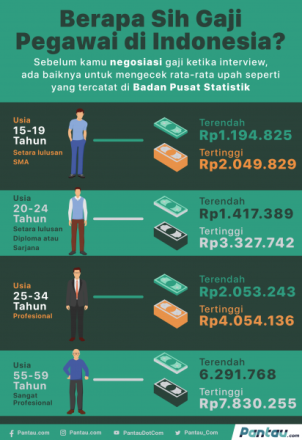 Berapa Sih Gaji
Pegawai di Indonesia?
Sebelum kamu negosiasi gaji ketika interview,
ada baiknya untuk mengecek rata-rata upah seperti
yang tercatat di Badan Pusat Statistik
Usia
15-19
Tahun
Setara lulusan
SMA
Terendah
Rp1.194.825
Tertinggi
Rp2.049.829
Usia
20-24
Tahun
Setara lulusan
Diploma atau
Sarjana
Terendah
Rp1.417.389
Tertinggi
Rp3.327.742
Usia
25-34
Tahun
Profesional
Terendah
Rp2.053.243
Tertinggi
Rp4.054.136
Usia
55-59
Tahun
Sangat
Profesional
Terendah
6.291.768
Tertinggi
Rp7.830.255
Pantau.com
Pantau.com
PantauDotCom
Pantau_Com
Pantau.com